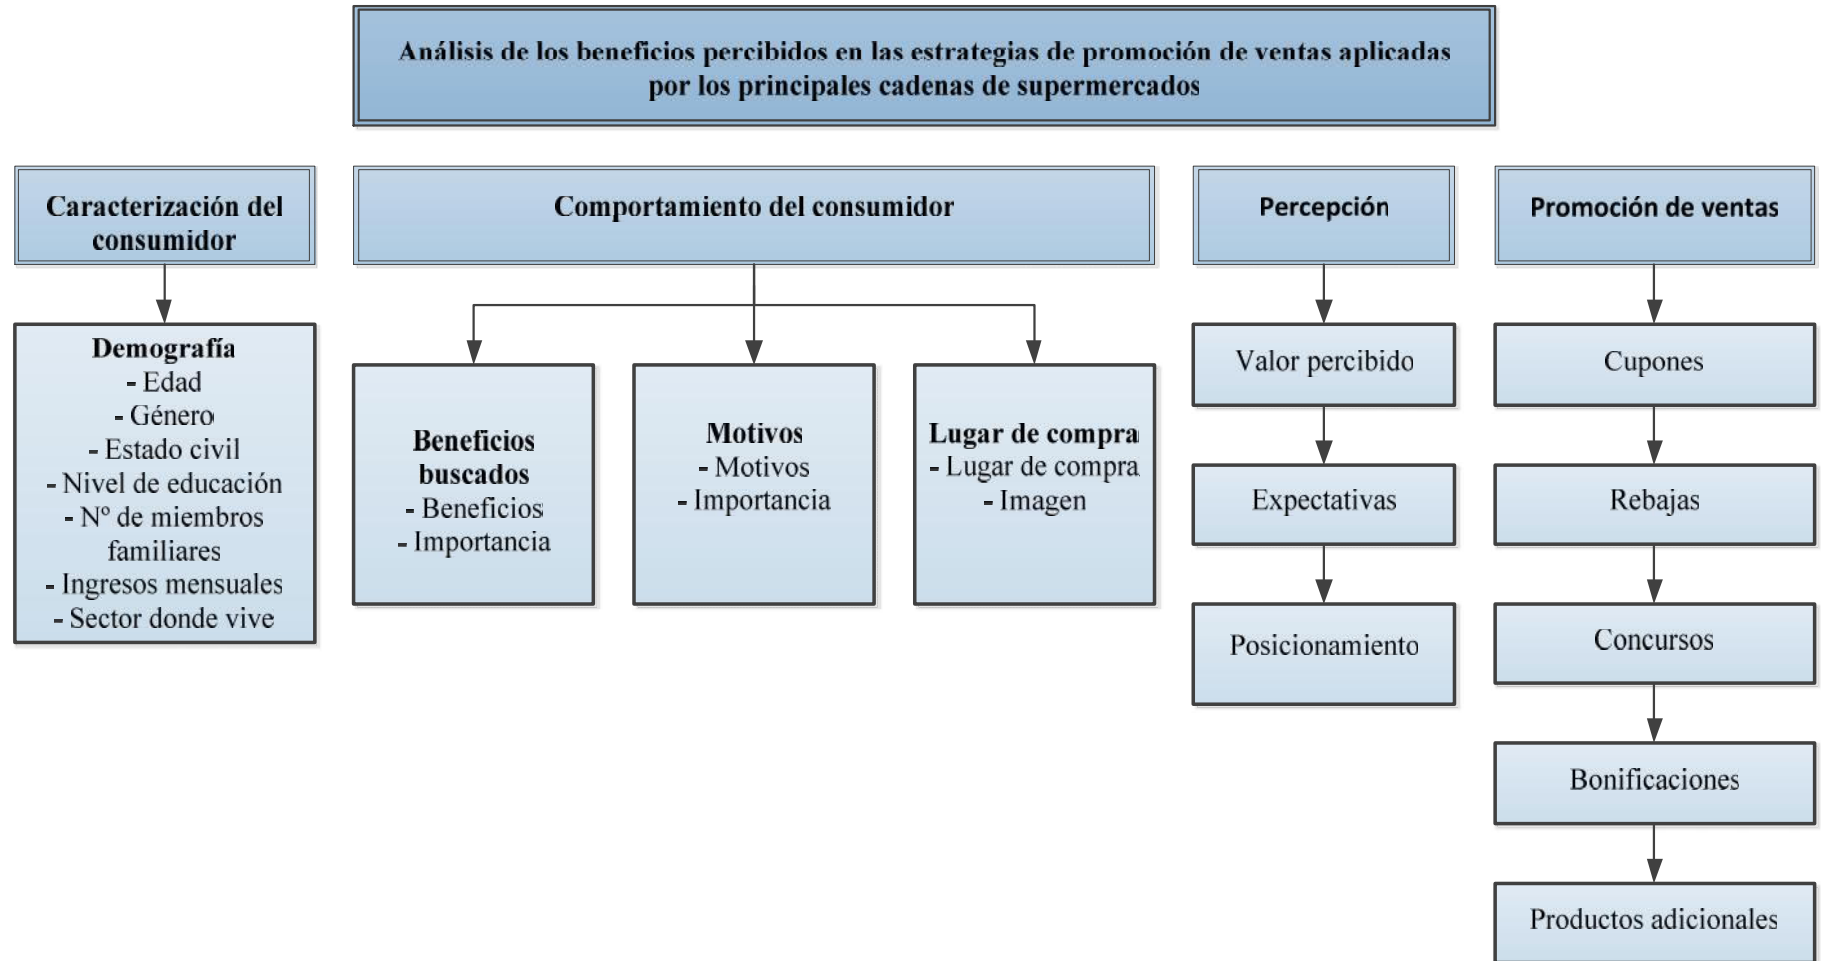 Análisis de los beneficios percibidos en las estrategias de promoción de ventas aplicadas
por los principales cadenas de supermercados
Caracterización del
consumidor
Comportamiento del consumidor
Percepción
Promoción de ventas
Demografía
- Edad
- Género
- Estado civil
- Nivel de educación
- Nº de miembros
familiares
- Ingresos mensuales
- Sector donde vive
Beneficios
buscados
- Beneficios
- Importancia
Motivos
- Motivos
- Importancia
Lugar de compra
- Lugar de compra
- Imagen
Valor percibido
Expectativas
Posicionamiento
Cupones
Rebajas
Concursos
Bonificaciones
Productos adicionales